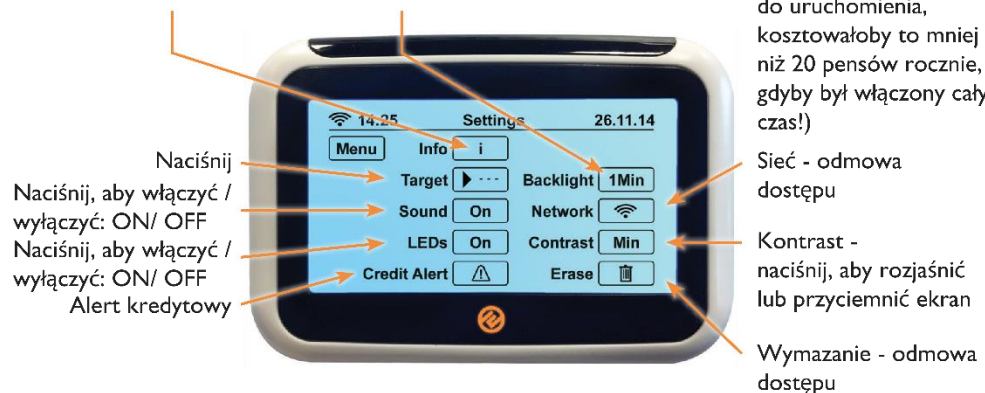 do uruchomienia,
kosztowałoby to mniej
niż 20 pensów rocznie,
gdyby był włączony cały
czas!)
14:25 Settings 26.11.14
Menu Info i
Target ---
Backlight 1Min
Sound On
Network
LEDs On
Contrast Min
Credit Alert
Erase
Naciśnij
Naciśnij, aby włączyć /
wyłączyć: ON/ OFF
Naciśnij, aby włączyć /
wyłączyć: ON/ OFF
Alert kredytowy
Sieć - odmowa
dostępu
Kontrast -
naciśnij, aby rozjaśnić
lub przyciemnić ekran
Wymazanie - odmowa
dostępu